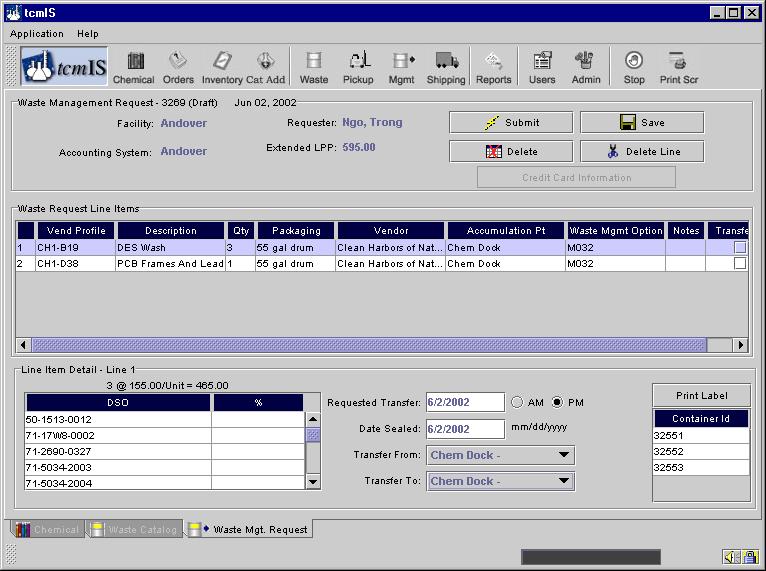 tcmIS
Application Help
tcmIS Chemical Orders Inventory Cat Add Waste Pickup Mgmt Shipping Reports Users Admin Stop Print Scr
Waste Management Request - 3269 (Draft) Jun 02, 2002
Facility: Andover Requester: Ngo, Trong Submit Save
Accounting System: Andover Extended LPP: 595.00 Delete Delete Line
Credit Card Information
Waste Request Line Items
Vend Profile Description Qty Packaging Vendor Accumulation Pt Waste Mgmt Option Notes Transfe
1 CH1-B19 DES Wash 3 55 gal drum Clean Harbors of Nat... Chem Dock M032
2 CH1-D38 PCB Frames And Lead 1 55 gal drum Clean Harbors of Nat... Chem Dock M032
Line Item Detail - Line 1
3 @ 155.00/Unit = 465.00
DSO %
50-1513-0012
71-17W8-0002
71-2690-0327
71-5034-2003
71-5034-2004
Requested Transfer: 6/2/2002 AM PM
Date Sealed: 6/2/2002 mm/dd/yyyy
Transfer From: Chem Dock -
Transfer To: Chem Dock -
Print Label
Container Id
32551
32552
32553
Chemical Waste Catalog Waste Mgt. Request